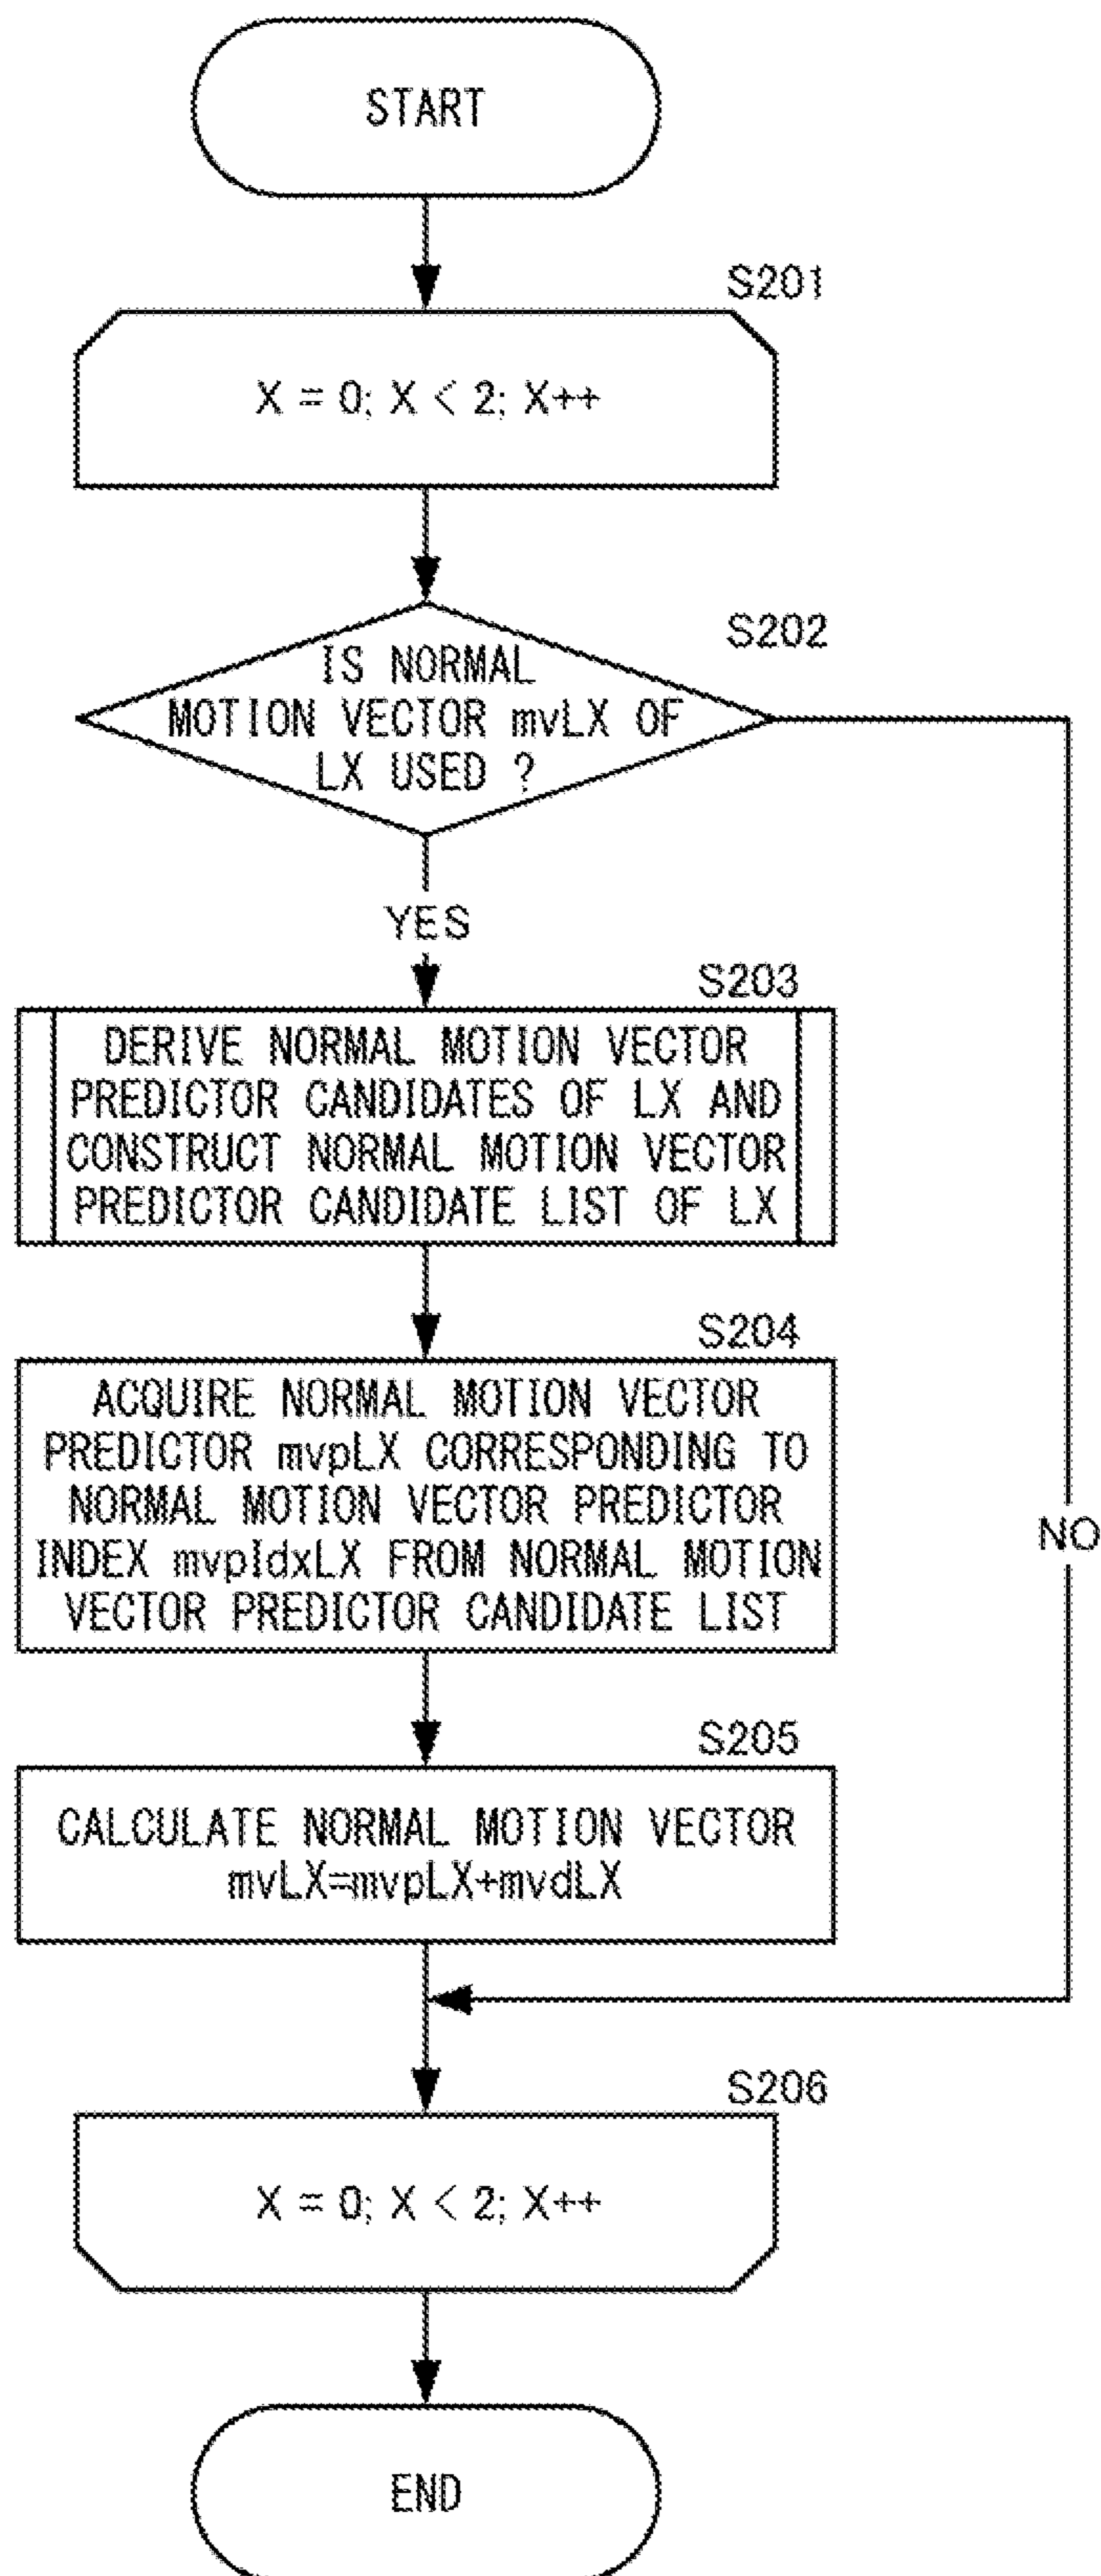 START
S201
X = 0; X < 2; X++
S202
IS NORMAL
MOTION VECTOR mvLX OF
LX USED ?
YES
S203
DERIVE NORMAL MOTION VECTOR
PREDICTOR CANDIDATES OF LX AND
CONSTRUCT NORMAL MOTION VECTOR
PREDICTOR CANDIDATE LIST OF LX
S204
ACQUIRE NORMAL MOTION VECTOR
PREDICTOR mvpLX CORRESPONDING TO
NORMAL MOTION VECTOR PREDICTOR
INDEX mvpIdxLX FROM NORMAL MOTION
VECTOR PREDICTOR CANDIDATE LIST
NO
S205
CALCULATE NORMAL MOTION VECTOR
mvLX=mvpLX+mvdLX
S206
X = 0; X < 2; X++
END